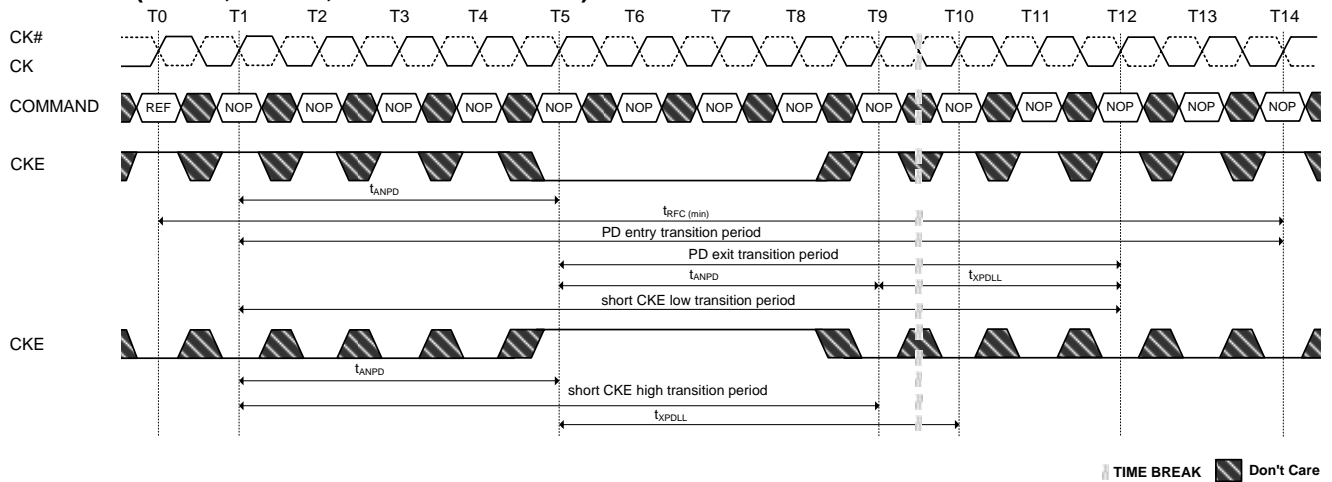 T0 T1 T2 T3 T4 T5 T6 T7 T8 T9 T10 T11 T12 T13 T14
CK#
CK
COMMAND REF NOP NOP NOP NOP NOP NOP NOP NOP NOP NOP NOP NOP NOP NOP
CKE
tANPD
tRFC (min)
PD entry transition period
PD exit transition period
tANPD tXPDLL
short CKE low transition period
CKE
tANPD
short CKE high transition period
tXPDLL
TIME BREAK Don't Care